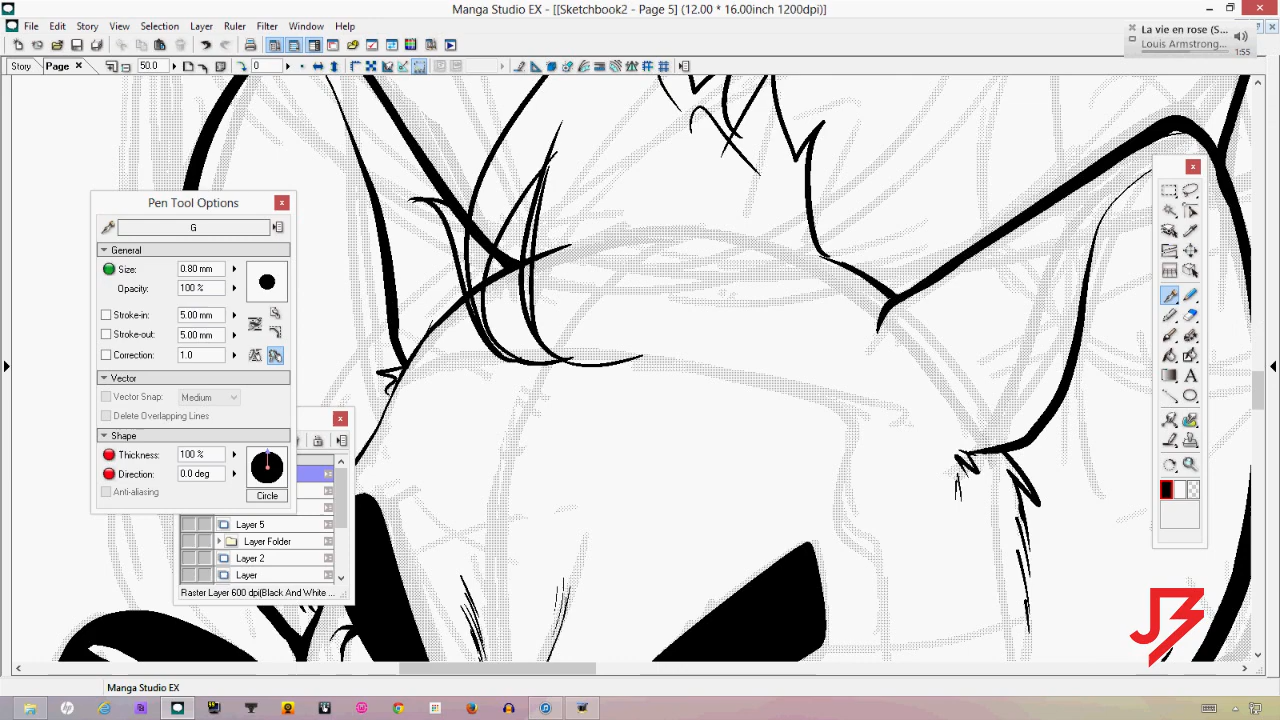 Manga Studio EX - [[Sketchbook2 - Page 5] (12.00 * 16.00inch 1200dpi)]
File Edit Story View Selection Layer Ruler Filter Window Help
La vie en rose (S...
Louis Armstrong...
1:55
Story Page 50.0 0
Pen Tool Options
G
General
Size: 0.80 mm
Opacity: 100 %
Stroke-in: 5.00 mm
Stroke-out: 5.00 mm
Correction: 1.0
Vector
Vector Snap: Medium
Delete Overlapping Lines
Shape
Thickness: 100 %
Direction: 0.0 deg
Anti-aliasing Circle
Layer 5
Layer Folder
Layer 2
Layer
Raster Layer 600 dpi(Black And White ...
A
Manga Studio EX